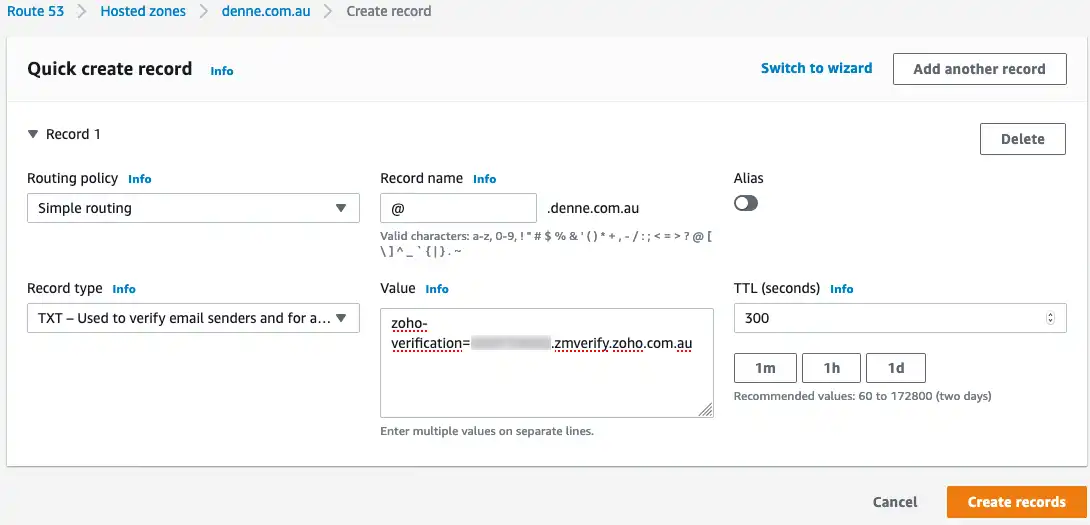 Route 53 > Hosted zones > denne.com.au > Create record
Quick create record Info
Switch to wizard
Add another record
▼ Record 1
Delete
Routing policy Info
Record name Info
Alias
Simple routing
@
.denne.com.au
Valid characters: a-z, 0-9, ! " # $ % & ' ( ) * + , - / : ; < = > ? @ [
\ ] ^ _ ` { | } . ~
Record type Info
Value Info
TTL (seconds) Info
TXT – Used to verify email senders and for a...
zoho-
verification= .zmverify.zoho.com.au
300
1m
1h
1d
Recommended values: 60 to 172800 (two days)
Enter multiple values on separate lines.
Cancel
Create records